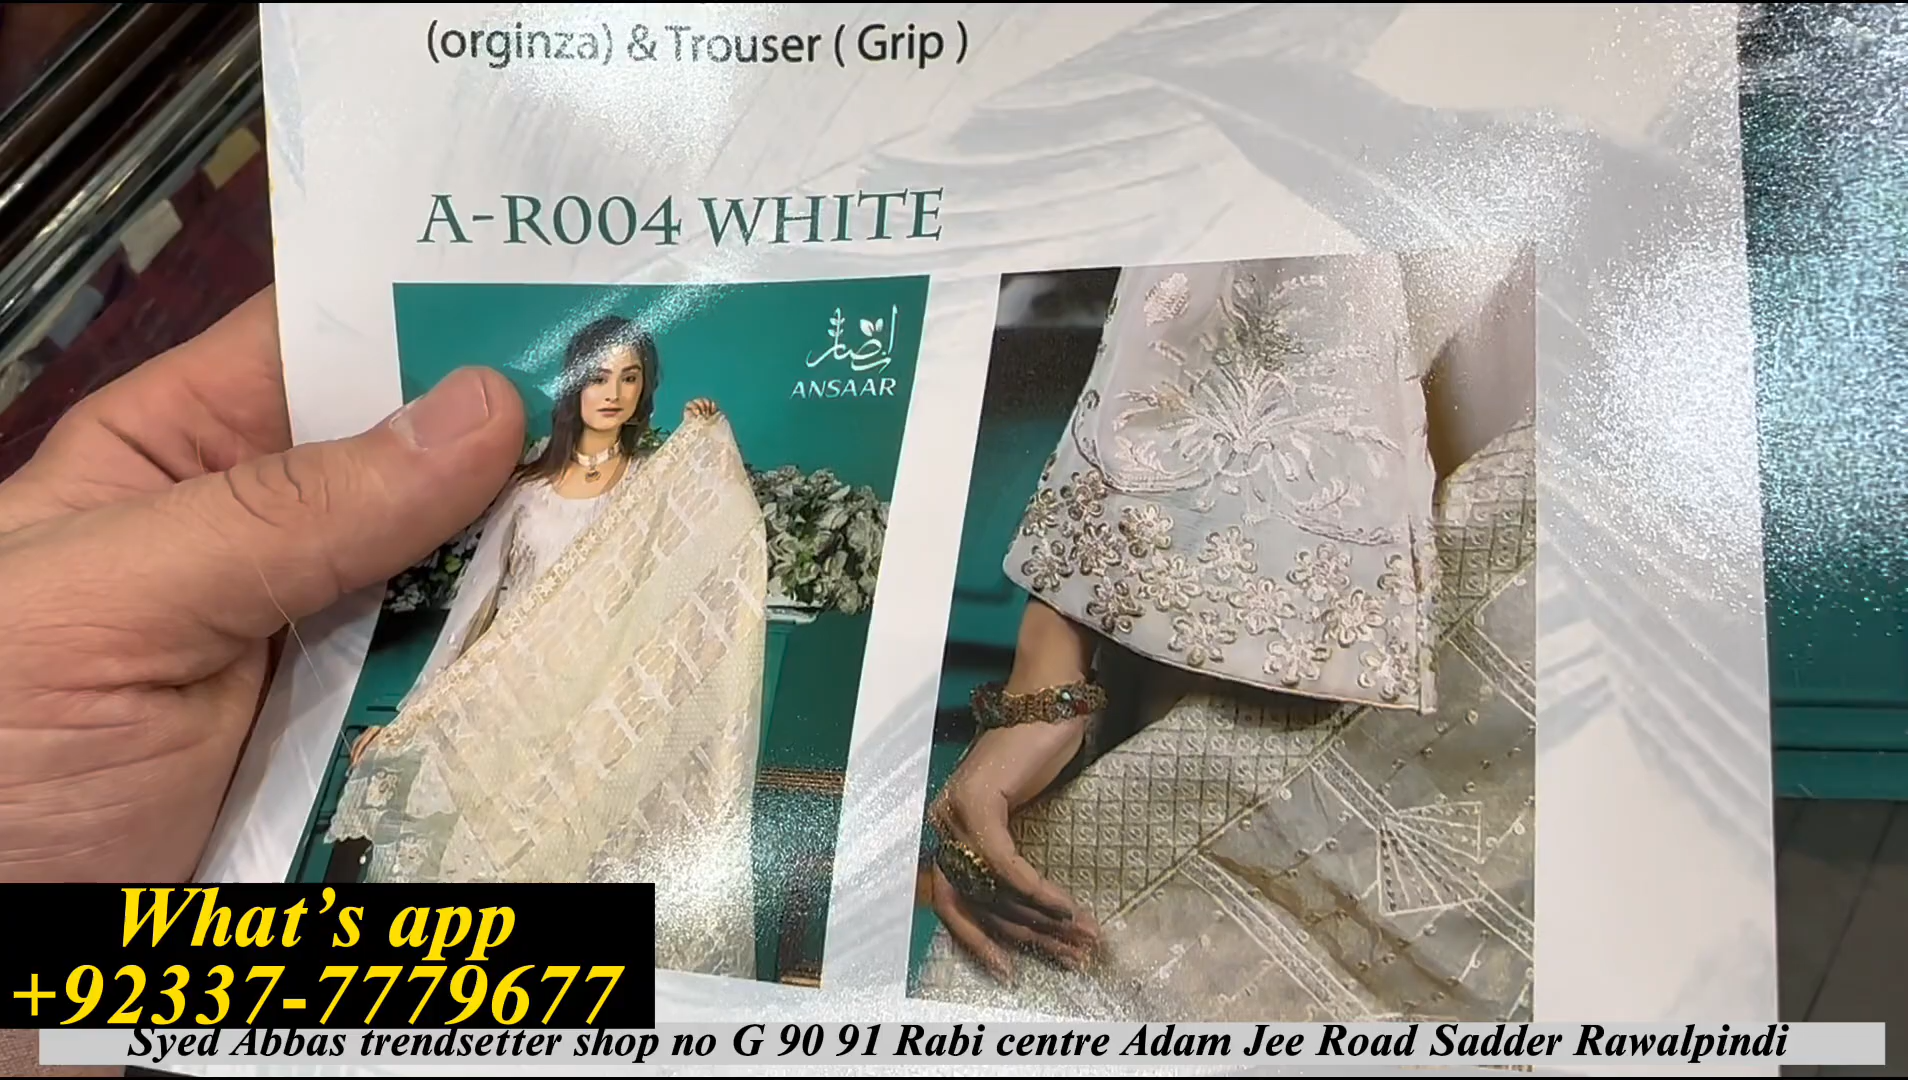 (orginza) & Trouser ( Grip )
A-R004 WHITE
انصار
ANSAAR
What's app
+92337-7779677
Syed Abbas trendsetter shop no G 90 91 Rabi centre Adam Jee Road Sadder Rawalpindi